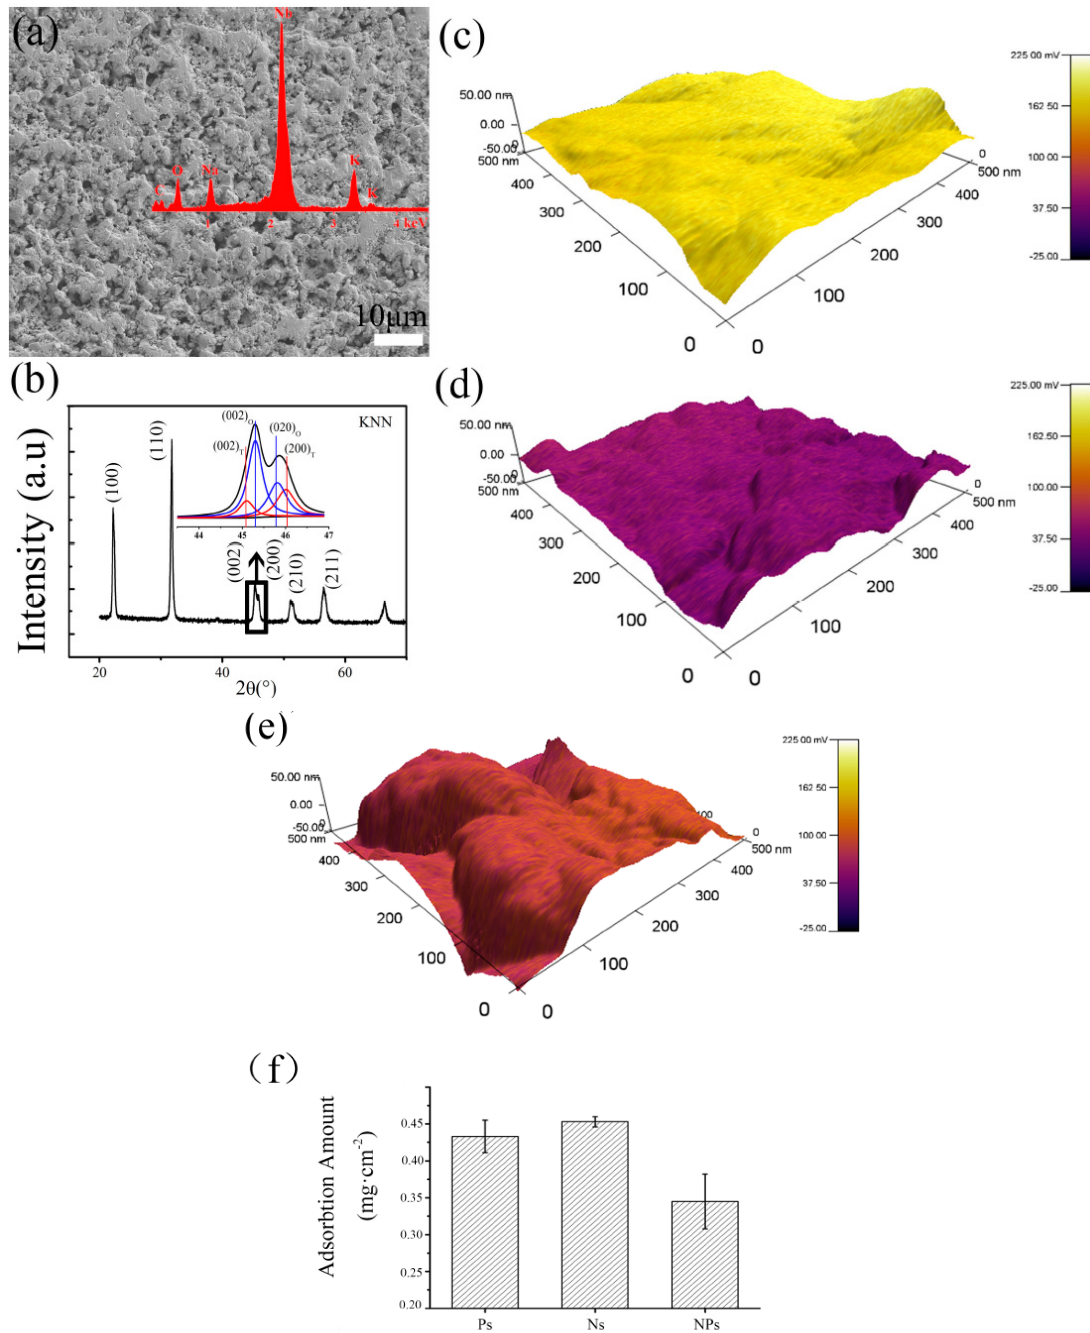 (a)
Nb
C
O
Na
K
K
1
2
3
4 keV
10μm
(b)
Intensity (a.u)
KNN
(100)
(110)
(002)O
(020)O
(002)T
(200)T
44
45
46
47
(002)
(200)
(210)
(211)
20
40
60
2θ(°)
(c)
50.00 nm
0.00
-50.00
500 nm
400
300
200
100
0
0
100
200
300
400
500 nm
0
225.00 mV
162.50
100.00
37.50
-25.00
(d)
50.00 nm
0.00
-50.00
500 nm
400
300
200
100
0
0
100
200
300
400
500 nm
0
225.00 mV
162.50
100.00
37.50
-25.00
(e)
50.00 nm
0.00
-50.00
500 nm
400
300
200
100
0
0
100
200
300
400
500 nm
0
225.00 mV
162.50
100.00
37.50
-25.00
(f)
Adsorbtion Amount
(mg·cm-2)
0.45
0.40
0.35
0.30
0.25
0.20
Ps
Ns
NPs